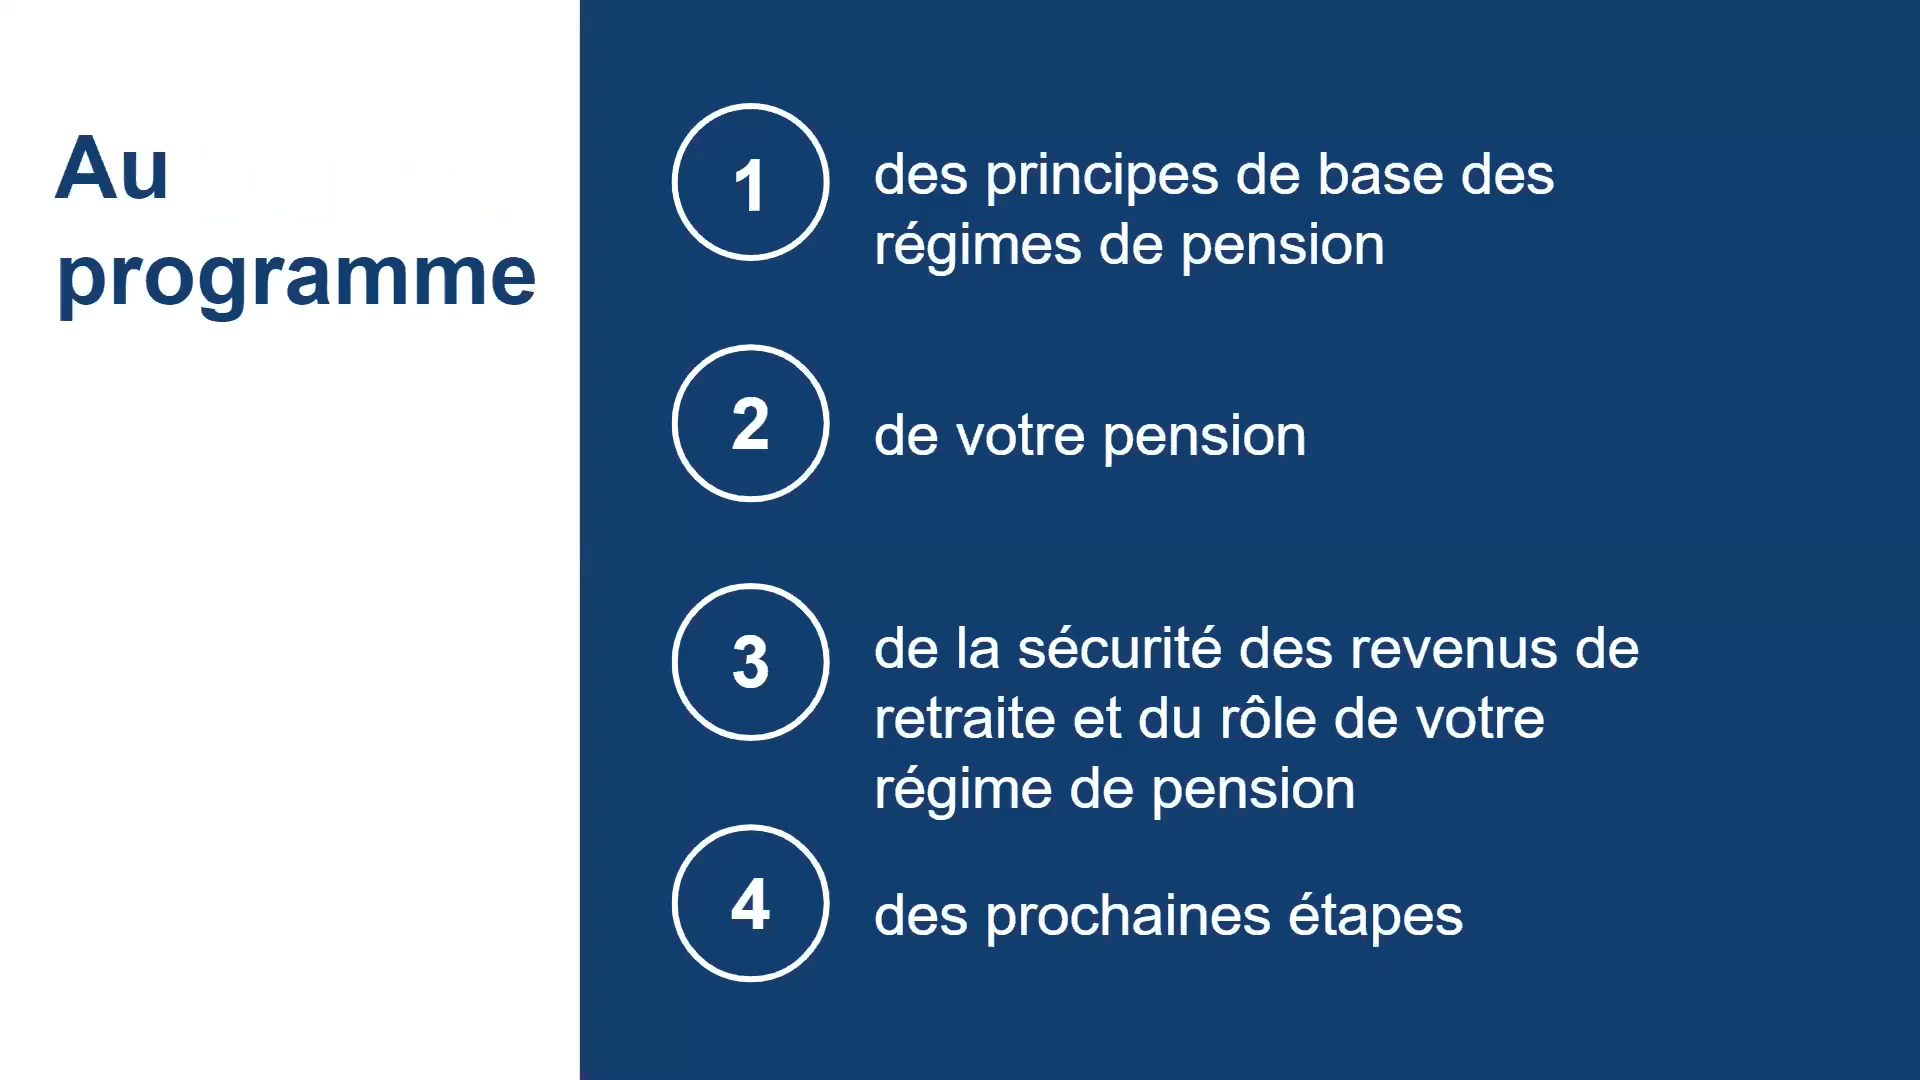 Au
programme
1
des principes de base des
régimes de pension
2
de votre pension
3
de la sécurité des revenus de
retraite et du rôle de votre
régime de pension
4
des prochaines étapes